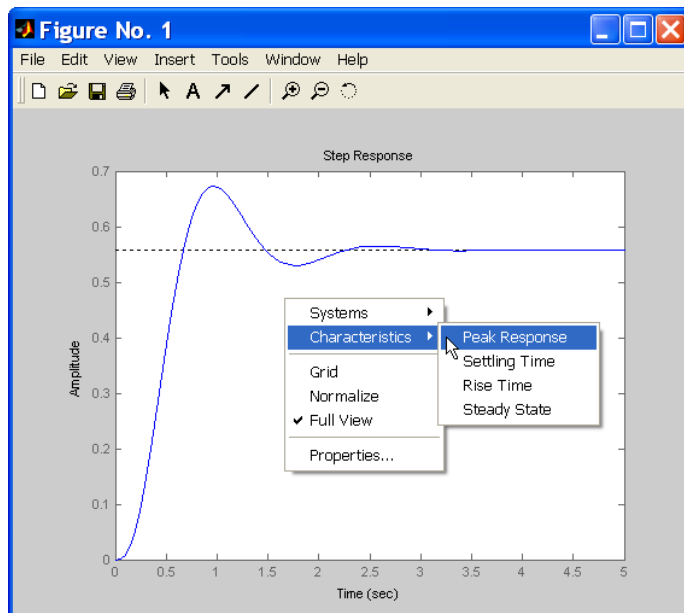 Figure No. 1
File Edit View Insert Tools Window Help
A
Step Response
0.7
0.6
0.5
0.4
0.3
0.2
0.1
0
Amplitude
Systems
Characteristics
Grid
Normalize
Full View
Properties...
Peak Response
Settling Time
Rise Time
Steady State
0 0.5 1 1.5 2 2.5 3 3.5 4 4.5 5
Time (sec)